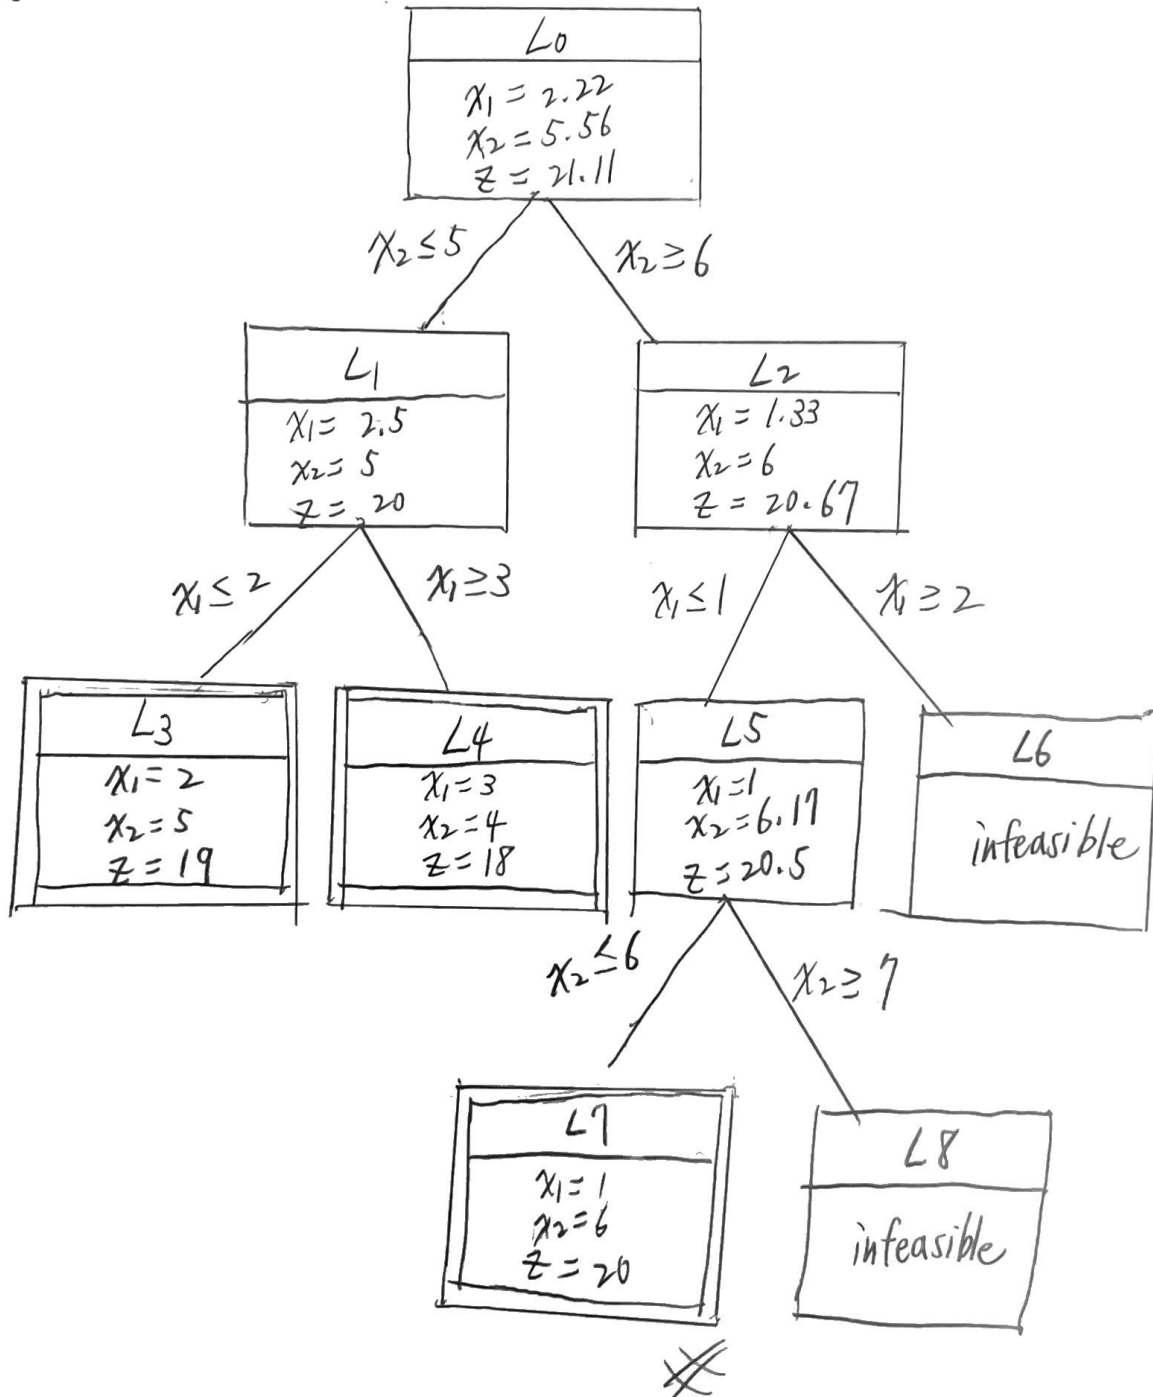 L0
x₁ = 2.22
x₂ = 5.56
z = 21.11
x₂ ≤ 5
x₂ ≥ 6
L1
x₁ = 2.5
x₂ = 5
z = 20
L2
x₁ = 1.33
x₂ = 6
z = 20.67
x₁ ≤ 2
x₁ ≥ 3
x₁ ≤ 1
x₁ ≥ 2
L3
x₁ = 2
x₂ = 5
z = 19
L4
x₁ = 3
x₂ = 4
z = 18
L5
x₁ = 1
x₂ = 6.17
z = 20.5
L6
infeasible
x₂ ≤ 6
x₂ ≥ 7
L7
x₁ = 1
x₂ = 6
z = 20
L8
infeasible